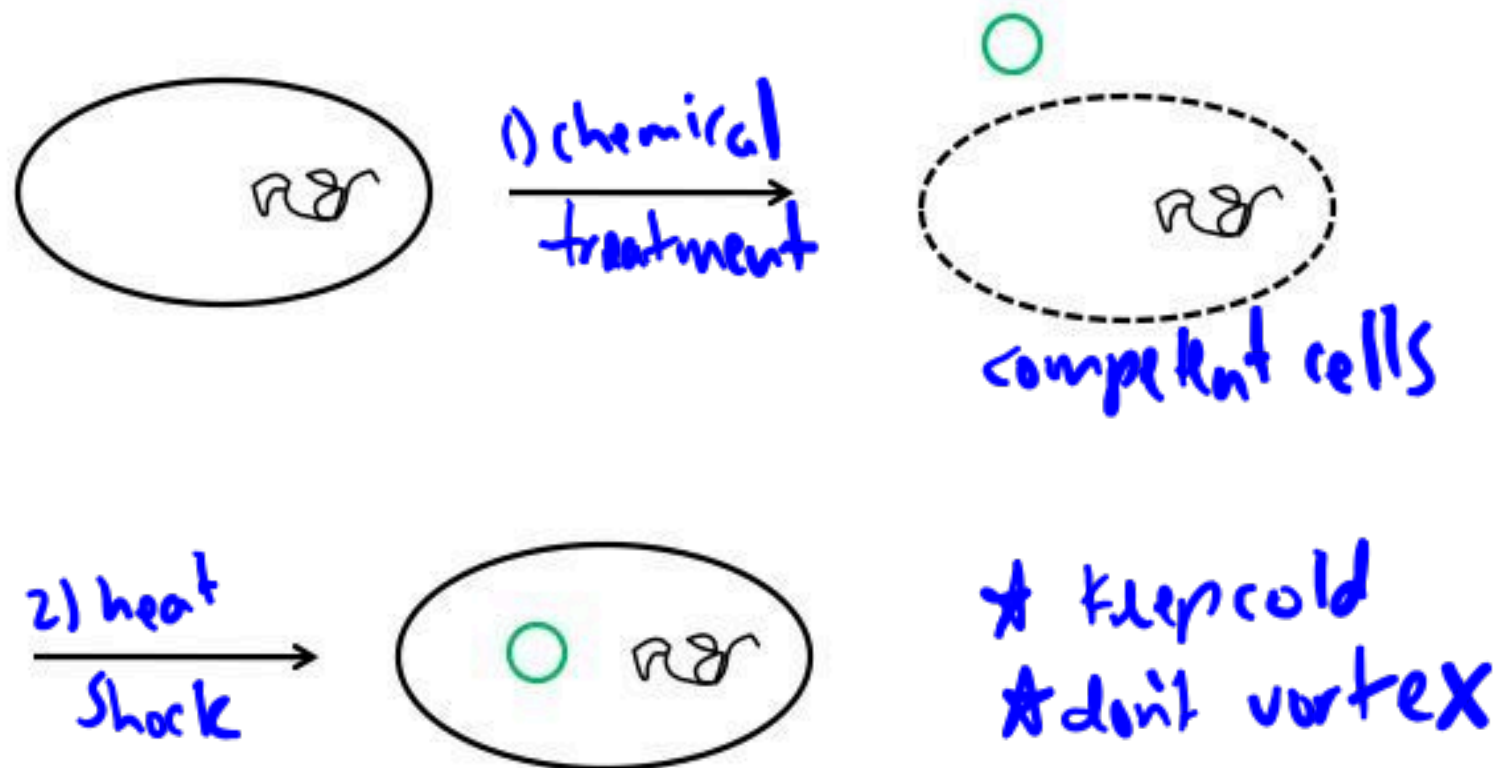 1) chemical
treatment
competent cells
2) heat
Shock
☆ keep cold
☆ don't vortex